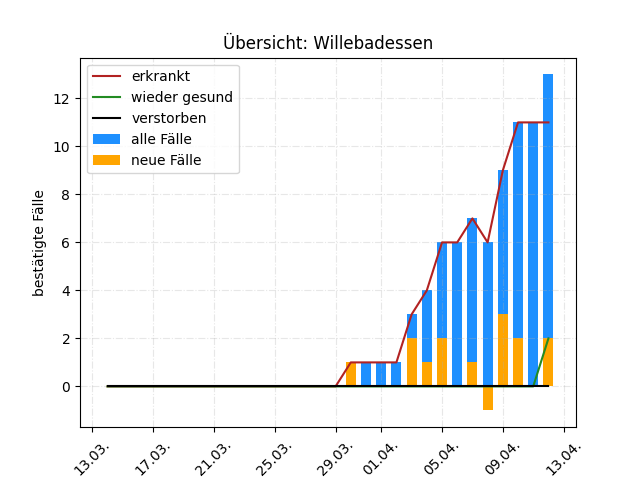 Übersicht: Willebadessen
erkrankt
wieder gesund
verstorben
alle Fälle
neue Fälle
bestätigte Fälle
12
10
8
6
4
2
0
13.03.
17.03.
21.03.
25.03.
29.03.
01.04.
05.04.
09.04.
13.04.